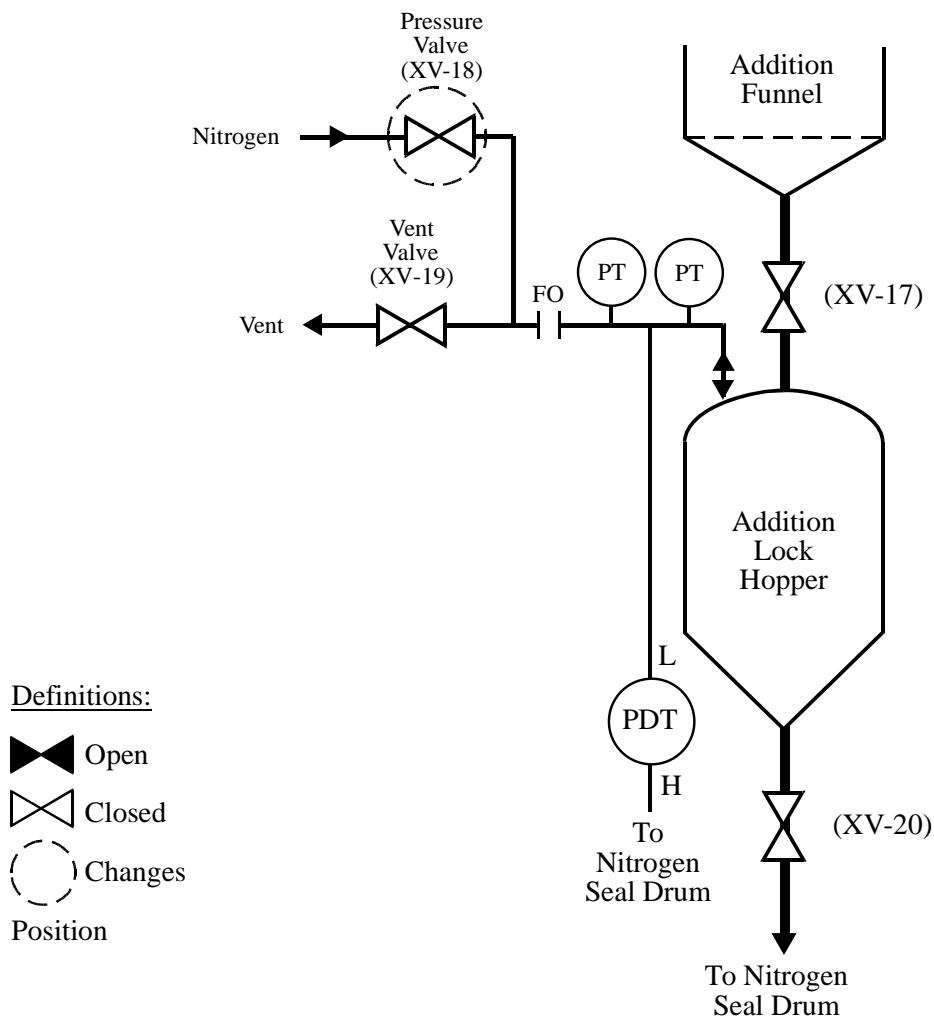 Pressure
Valve
(XV-18)
Nitrogen
Addition
Funnel
Vent
Valve
(XV-19)
Vent
FO
PT
PT
(XV-17)
Addition
Lock
Hopper
L
PDT
H
To
Nitrogen
Seal Drum
(XV-20)
To Nitrogen
Seal Drum
Definitions:
Open
Closed
Changes
Position